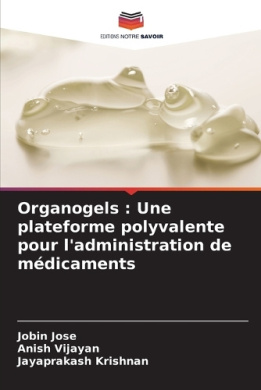 EDITIONS NOTRE SAVOIR
Organogels : Une
plateforme polyvalente
pour l'administration de
médicaments
Jobin Jose
Anish Vijayan
Jayaprakash Krishnan